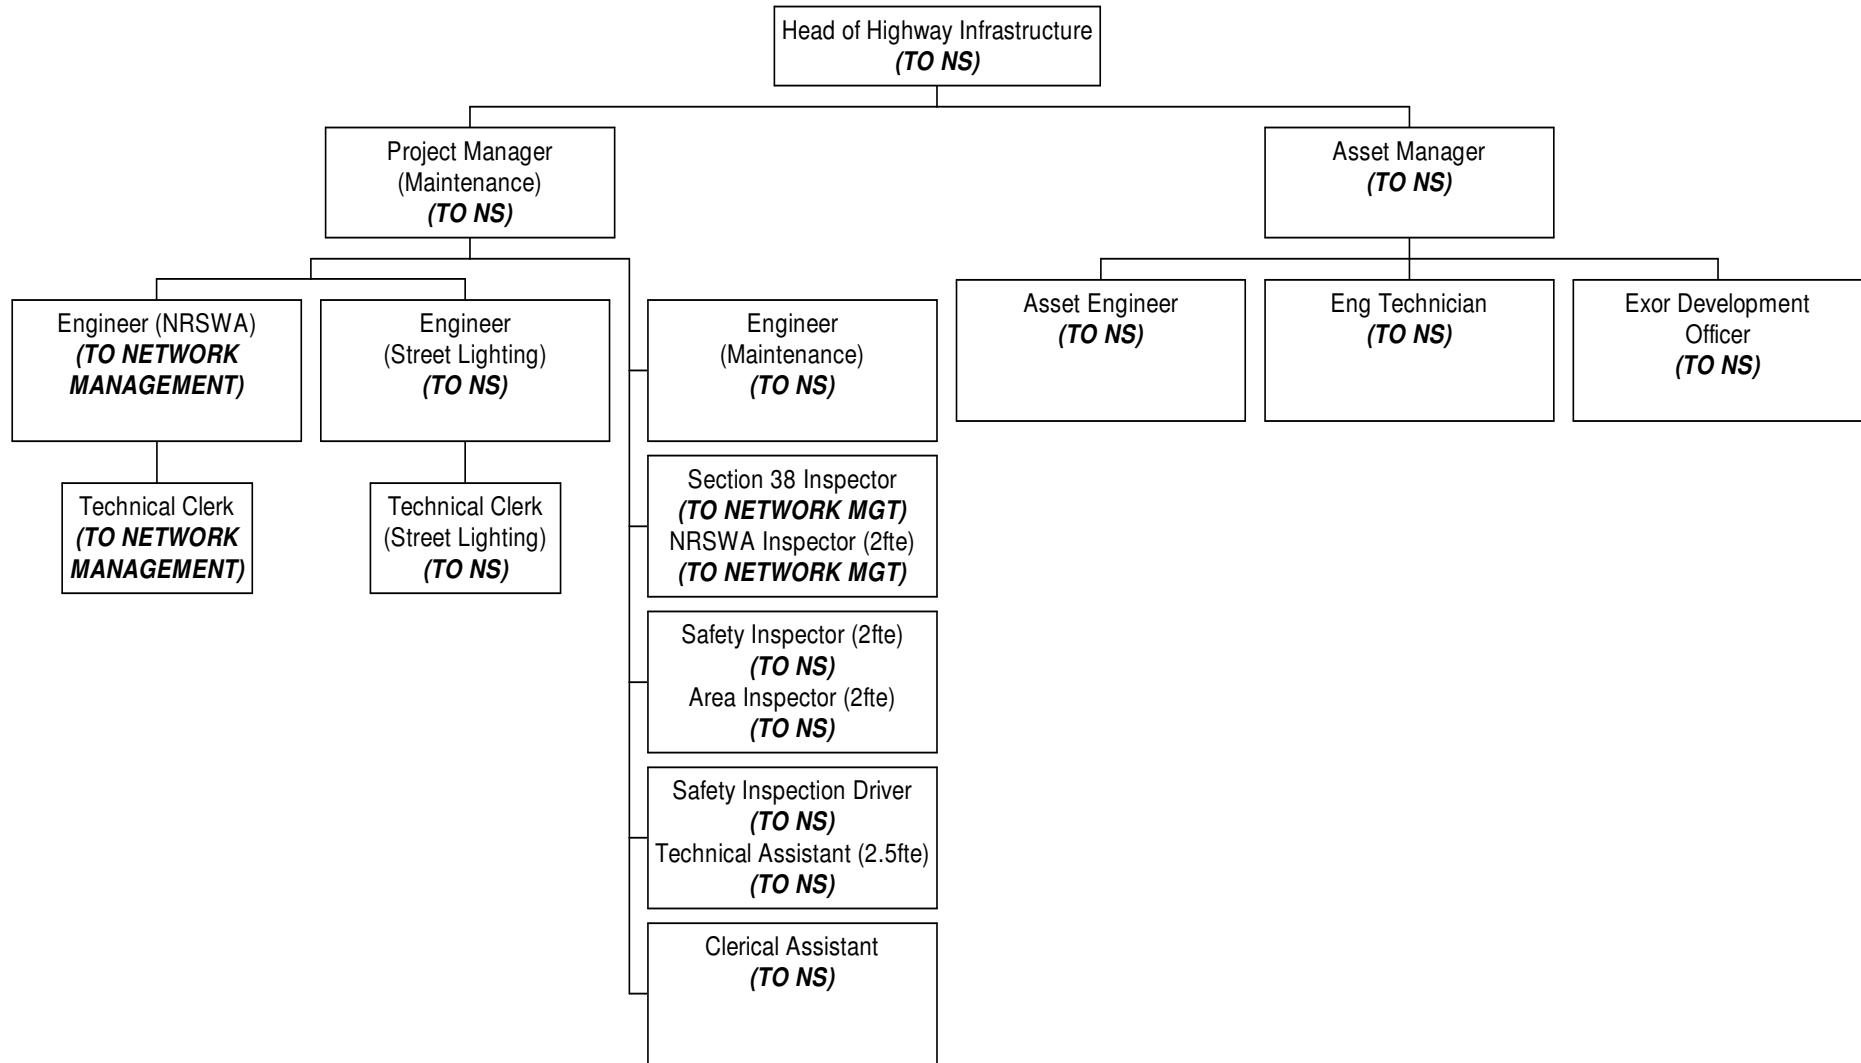 Head of Highway Infrastructure
(TO NS)
Project Manager
(Maintenance)
(TO NS)
Asset Manager
(TO NS)
Engineer (NRSWA)
(TO NETWORK
MANAGEMENT)
Engineer
(Street Lighting)
(TO NS)
Engineer
(Maintenance)
(TO NS)
Asset Engineer
(TO NS)
Eng Technician
(TO NS)
Exor Development
Officer
(TO NS)
Technical Clerk
(TO NETWORK
MANAGEMENT)
Technical Clerk
(Street Lighting)
(TO NS)
Section 38 Inspector
(TO NETWORK MGT)
NRSWA Inspector (2fte)
(TO NETWORK MGT)
Safety Inspector (2fte)
(TO NS)
Area Inspector (2fte)
(TO NS)
Safety Inspection Driver
(TO NS)
Technical Assistant (2.5fte)
(TO NS)
Clerical Assistant
(TO NS)